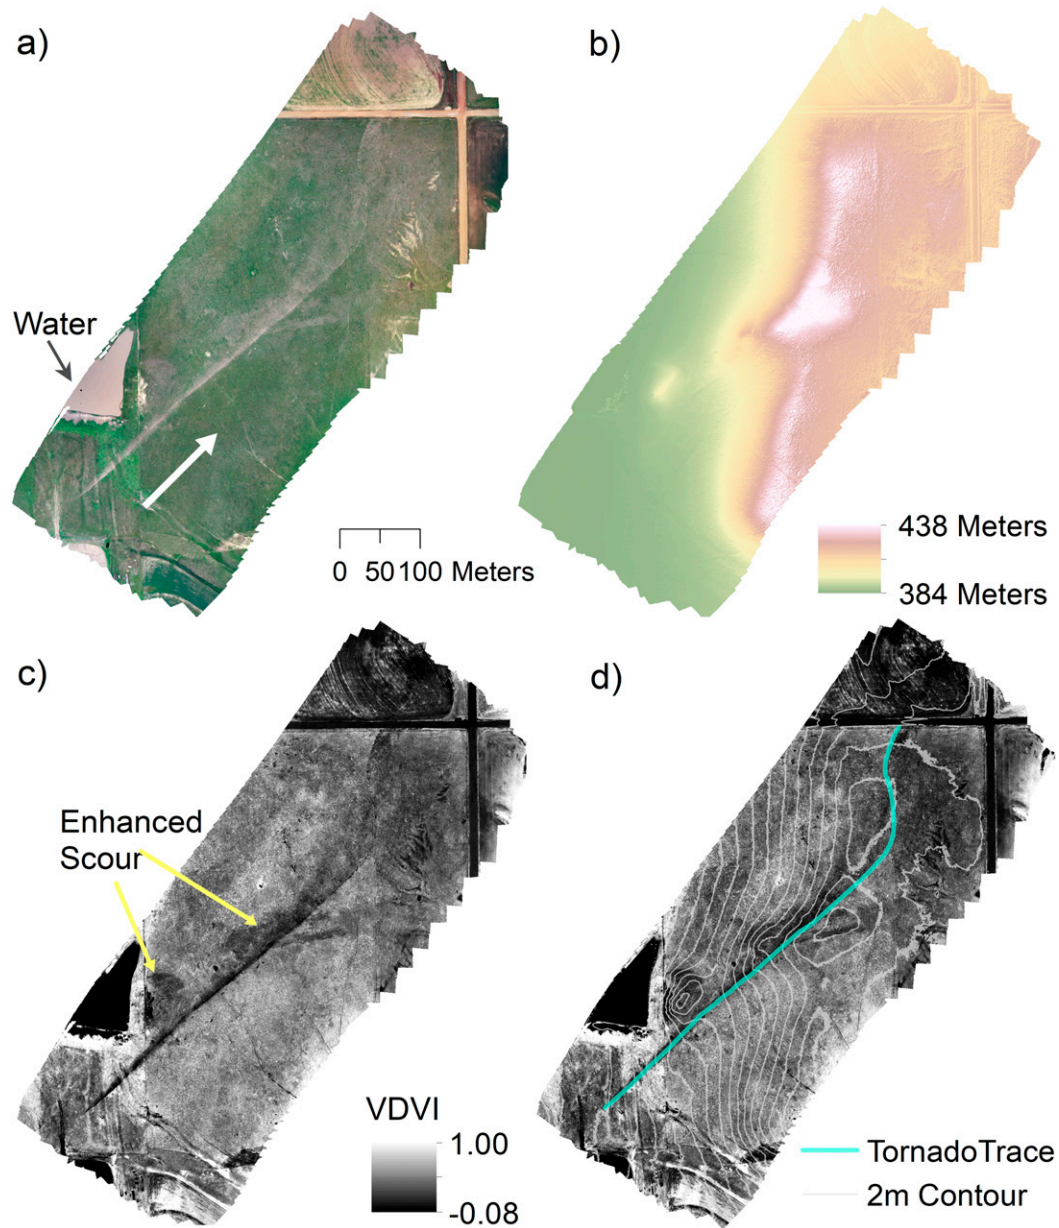 a)
b)
Water
0 50 100 Meters
438 Meters
384 Meters
c)
d)
Enhanced
Scour
VDVI
1.00
-0.08
TornadoTrace
2m Contour